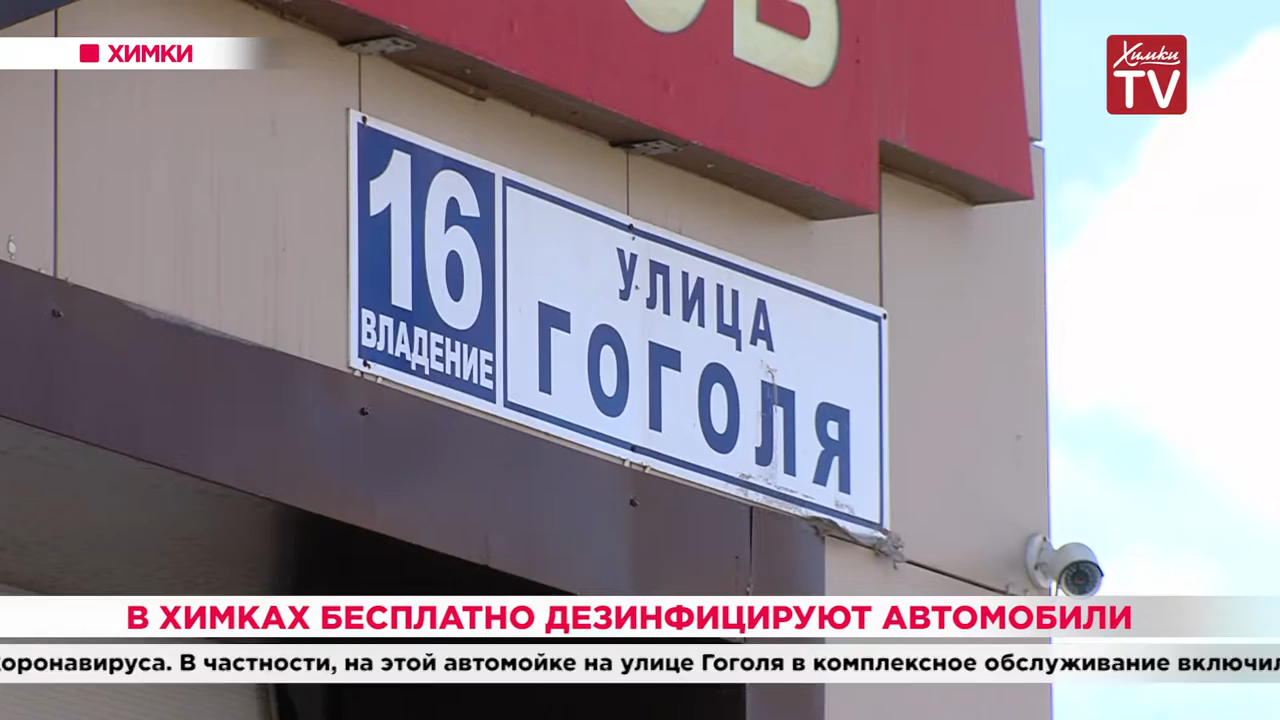 ХИМКИ
Химки
TV
ОВ
16
ВЛАДЕНИЕ
УЛИЦА
ГОГОЛЯ
В ХИМКАХ БЕСПЛАТНО ДЕЗИНФИЦИРУЮТ АВТОМОБИЛИ
коронавируса. В частности, на этой автомойке на улице Гоголя в комплексное обслуживание включил